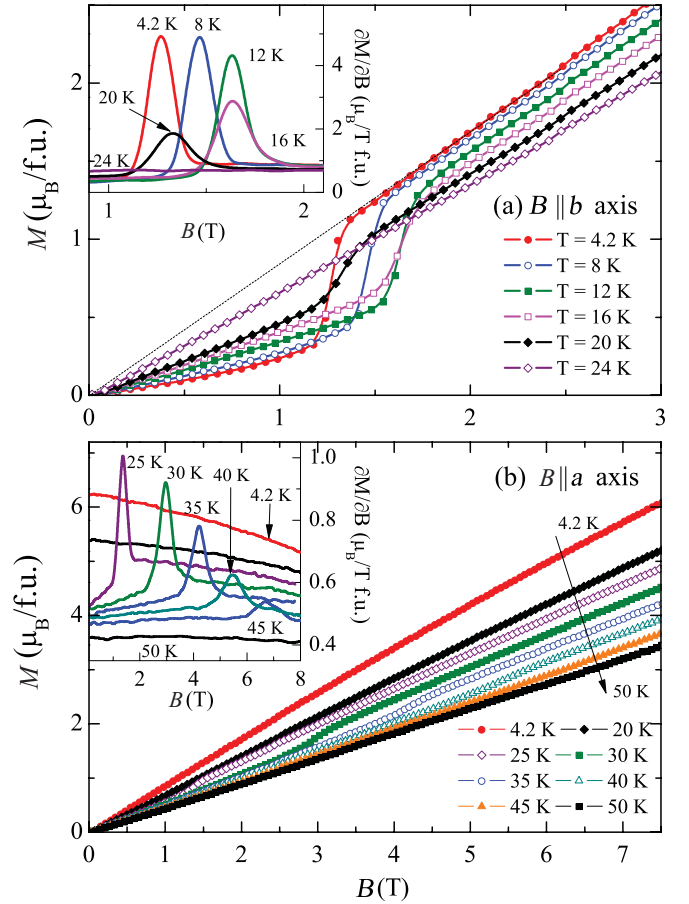 4.2 K
8 K
12 K
20 K
16 K
24 K
1
2
B(T)
0
2
4
∂M/∂B (μB/T f.u.)
(a) B ∥ b axis
T = 4.2 K
T = 8 K
T = 12 K
T = 16 K
T = 20 K
T = 24 K
0
1
2
M (μB/f.u.)
0
1
2
3
25 K
30 K
40 K
35 K
4.2 K
45 K
50 K
2
4
6
8
B(T)
0.4
0.6
0.8
1.0
∂M/∂B (μB/T f.u.)
(b) B∥a axis
4.2 K
50 K
4.2 K
20 K
25 K
30 K
35 K
40 K
45 K
50 K
0
2
4
6
M (μB/f.u.)
0
1
2
3
4
5
6
7
B(T)